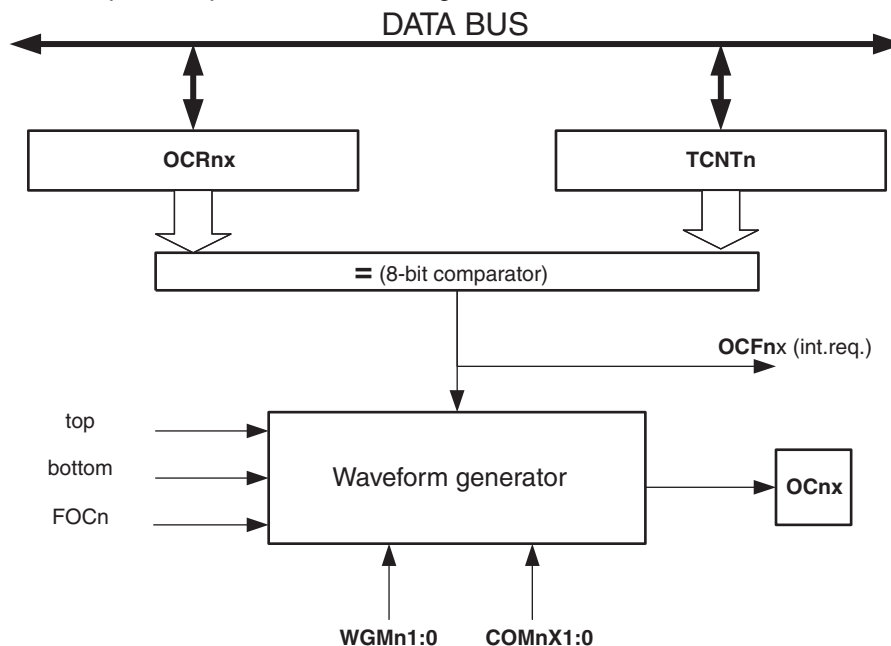 DATA BUS
OCRnx
TCNTn
= (8-bit comparator)
OCFnx (int.req.)
top
bottom
FOCn
Waveform generator
OCnx
WGMn1:0
COMnX1:0